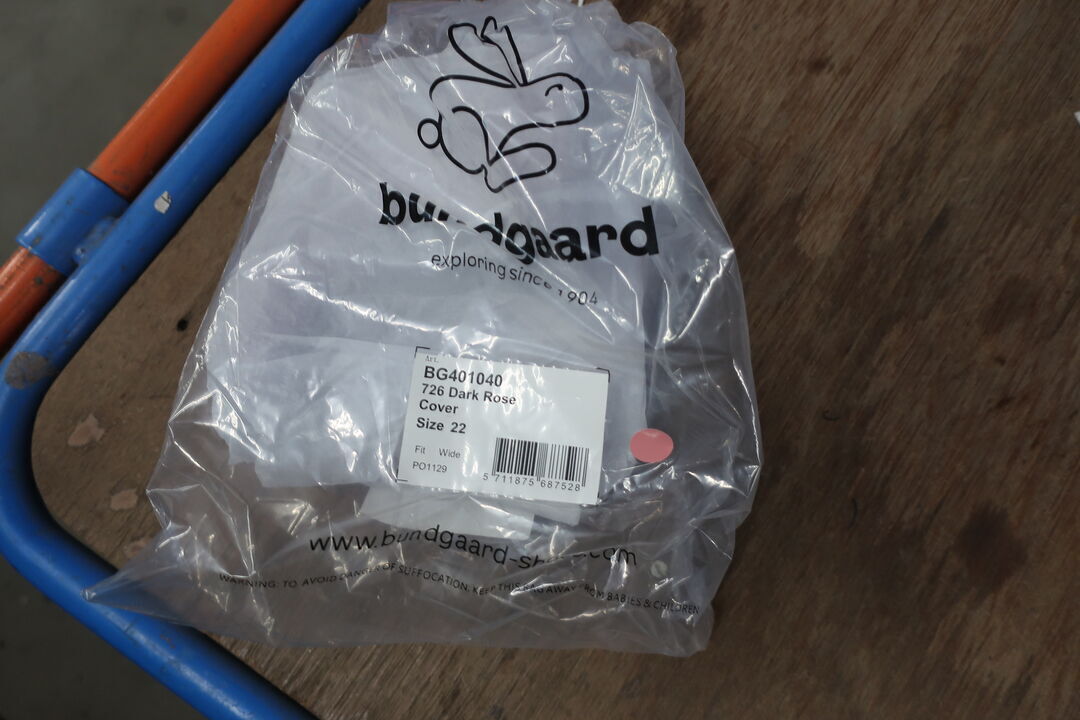 bundgaard
exploring since 1904
Art.
BG401040
726 Dark Rose
Cover
Size 22
Fit Wide
PO1129
5 711875 687528
www.bundgaard-shoes.com
WARNING: TO AVOID DANGER OF SUFFOCATION, KEEP THIS BAG AWAY FROM BABIES & CHILDREN